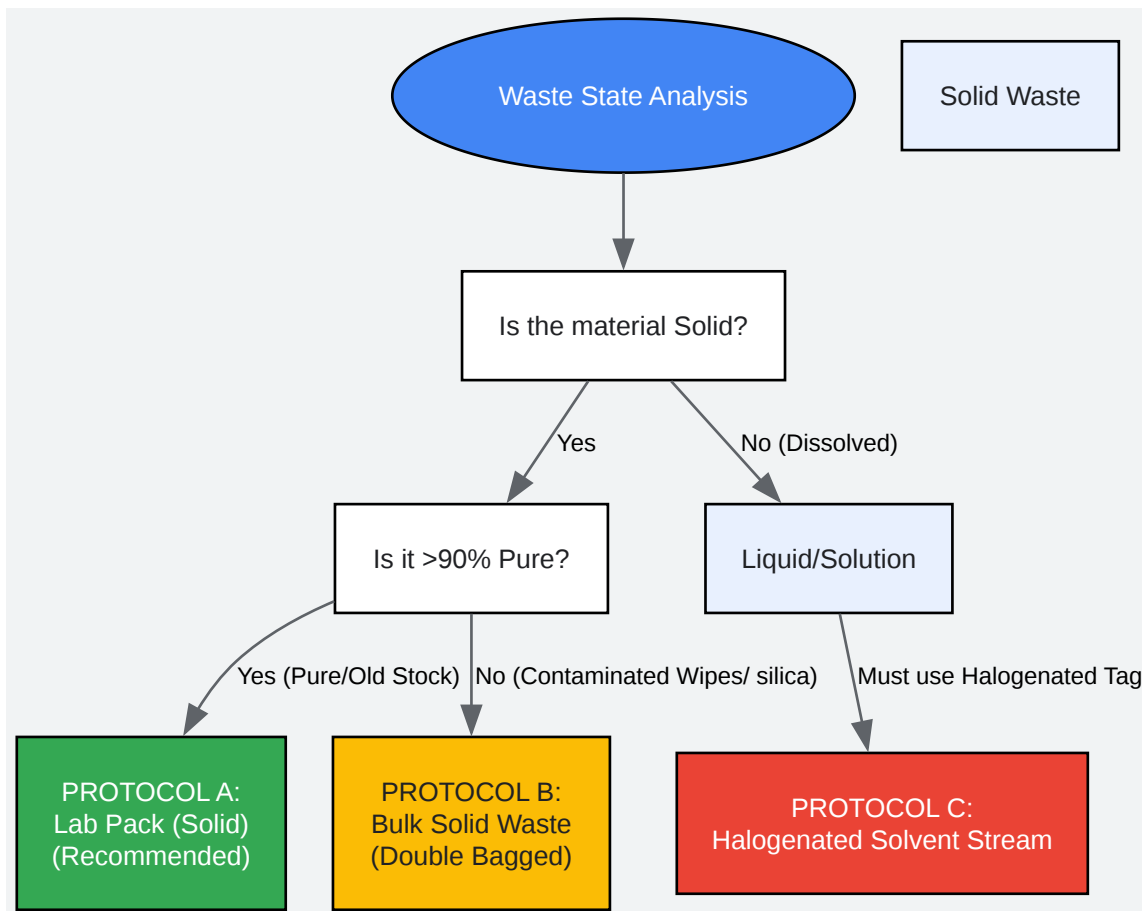 Waste State Analysis
Solid Waste
Is the material Solid?
Yes
No (Dissolved)
Is it >90% Pure?
Liquid/Solution
Yes (Pure/Old Stock)
No (Contaminated Wipes/ silica)
Must use Halogenated Tag
PROTOCOL A:
Lab Pack (Solid)
(Recommended)
PROTOCOL B:
Bulk Solid Waste
(Double Bagged)
PROTOCOL C:
Halogenated Solvent Stream